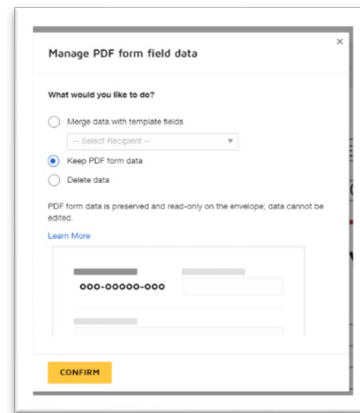 Manage PDF form field data
What would you like to do?
Merge data with template fields
-- Select Recipient --
Keep PDF form data
Delete data
PDF form data is preserved and read-only on the envelope; data cannot be
edited.
Learn More
000-00000-000
CONFIRM